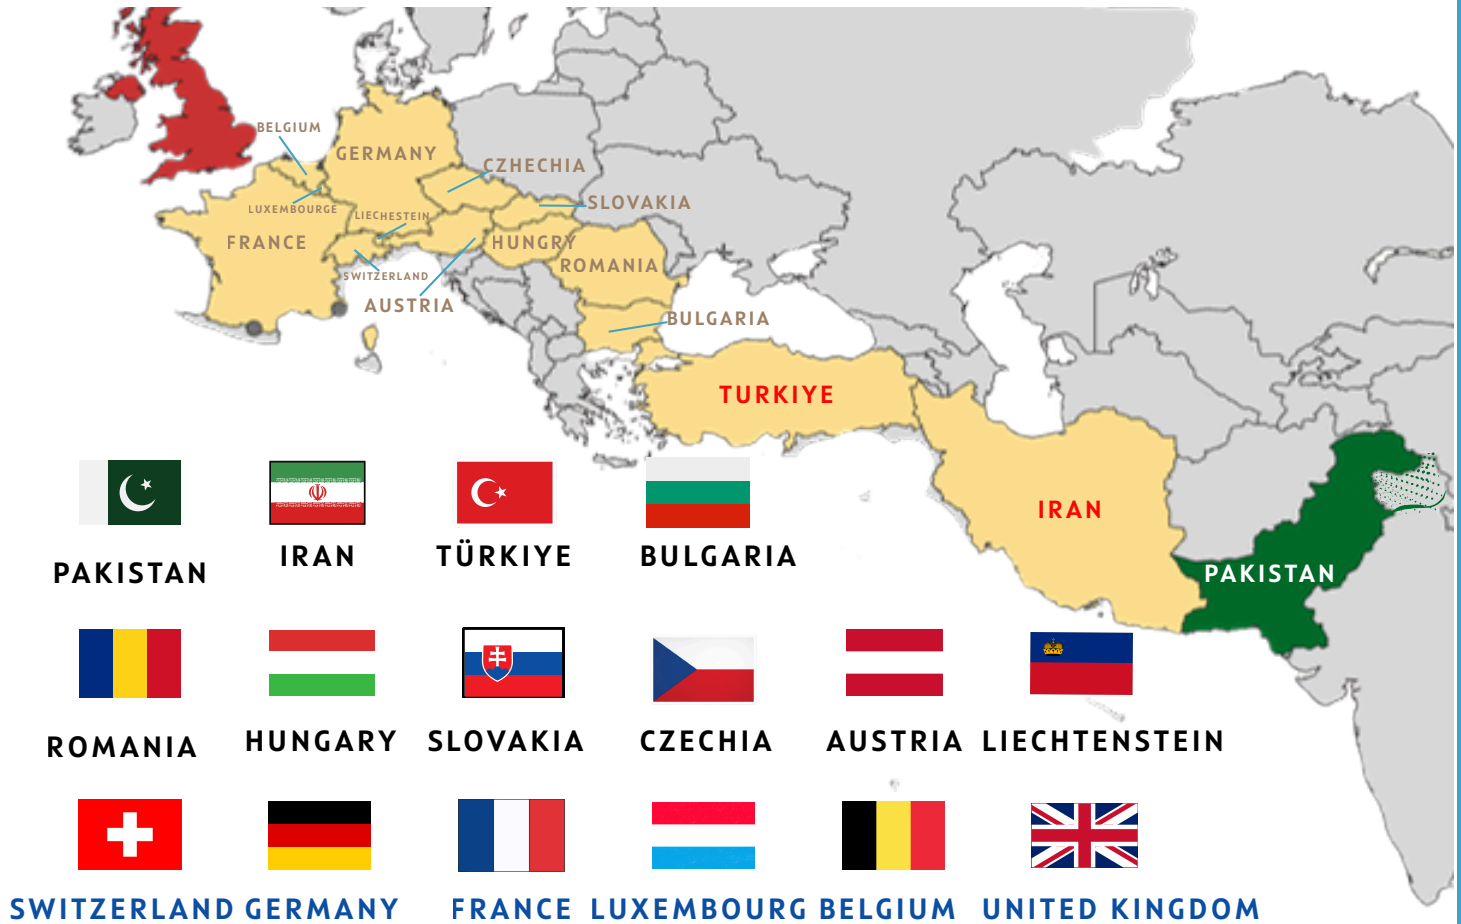 BELGIUM
GERMANY
CZHECHIA
SLOVAKIA
LUXEMBOURGE
LIECHESTEIN
FRANCE
HUNGRY
ROMANIA
SWITZERLAND
AUSTRIA
BULGARIA
TURKIYE
IRAN
PAKISTAN
PAKISTAN
IRAN
TÜRKIYE
BULGARIA
ROMANIA
HUNGARY
SLOVAKIA
CZECHIA
AUSTRIA
LIECHTENSTEIN
SWITZERLAND
GERMANY
FRANCE
LUXEMBOURG
BELGIUM
UNITED KINGDOM